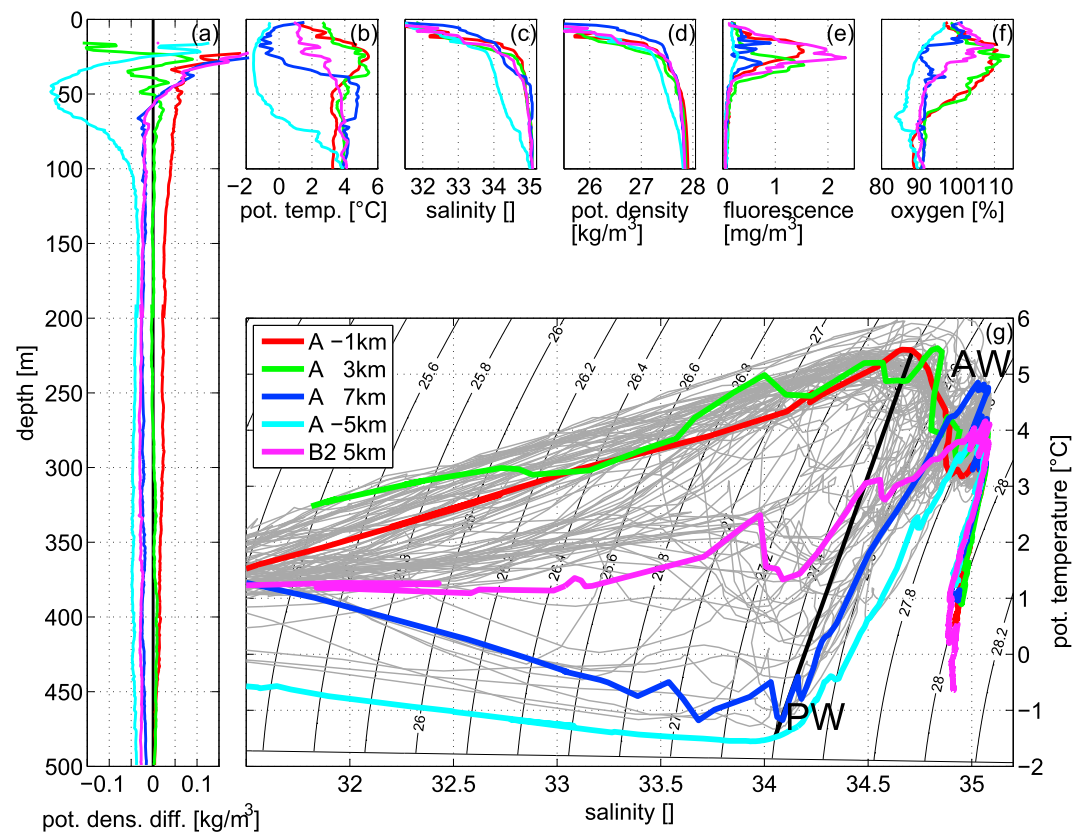 (a)
(b)
(c)
(d)
(e)
(f)
0
50
100
150
200
250
300
350
400
450
500
depth [m]
−0.1
0
0.1
pot. dens. diff. [kg/m3]
−2
0
2
4
6
pot. temp. [°C]
32
33
34
35
salinity []
26
27
28
pot. density
[kg/m3]
0
1
2
fluorescence
[mg/m3]
80
90
100
110
oxygen [%]
(g)
A −1km
A 3km
A 7km
A −5km
B2 5km
25.6
25.8
26
26.2
26.4
26.6
26.8
27
AW
PW
26
27
27.8
28
28
28.2
6
5
4
3
2
1
0
−1
−2
pot. temperature [°C]
32
32.5
33
33.5
34
34.5
35
salinity []